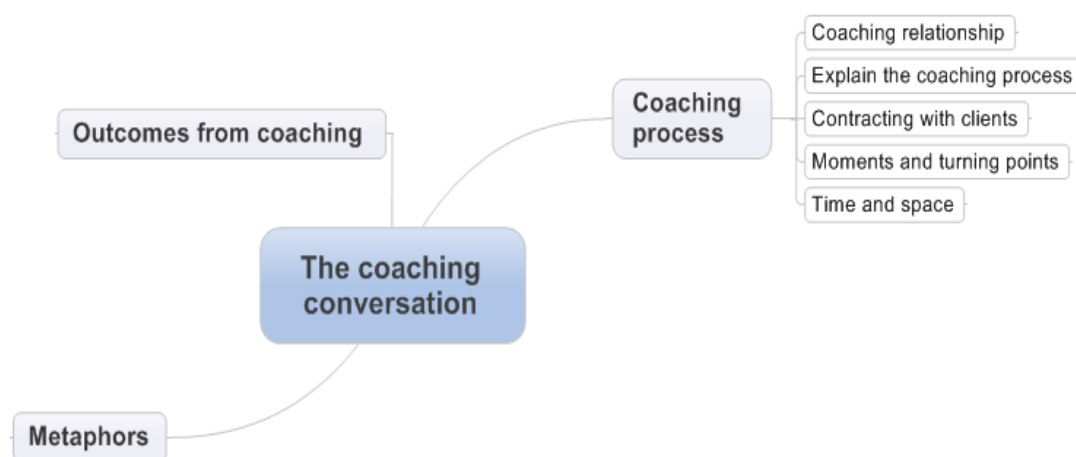 Coaching relationship
Explain the coaching process
Coaching
process
Contracting with clients
Moments and turning points
Time and space
Outcomes from coaching
The coaching
conversation
Metaphors